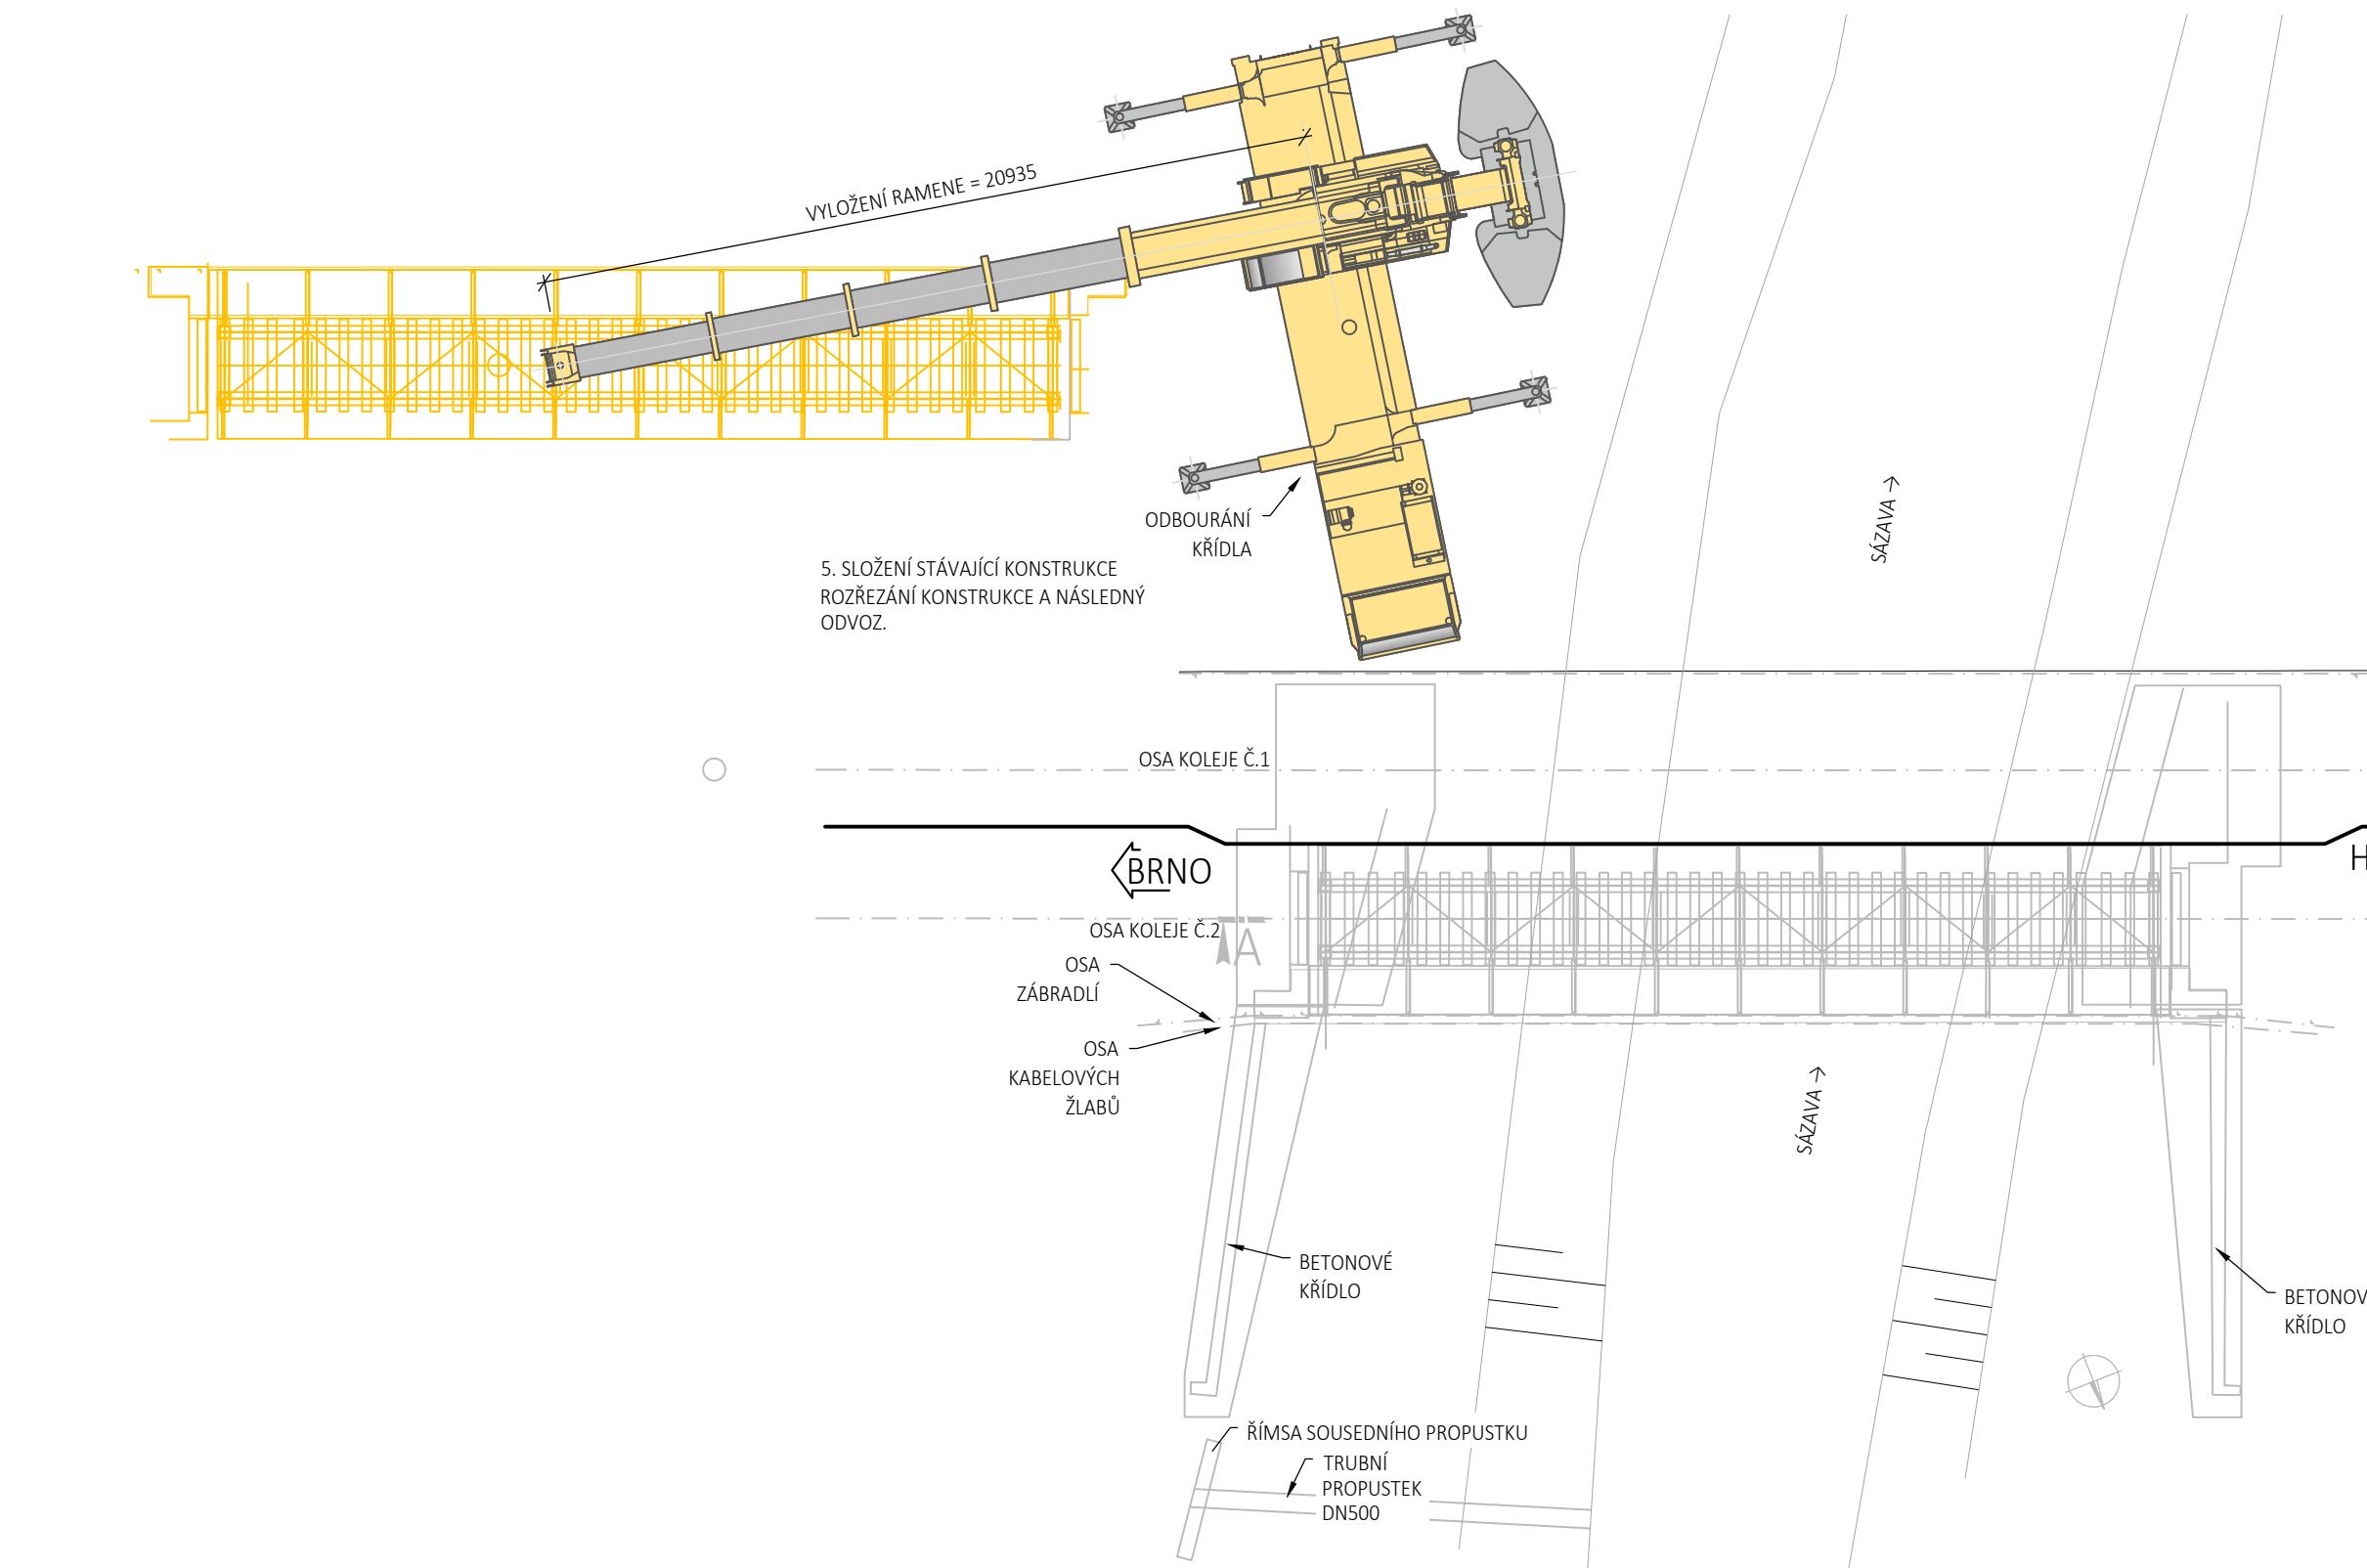 VYLOŽENÍ RAMENE = 20935
ODBOURÁNÍ
KŘÍDLA
5. SLOŽENÍ STÁVAJÍCÍ KONSTRUKCE
ROZŘEZÁNÍ KONSTRUKCE A NÁSLEDNÝ
ODVOZ.
SÁZAVA →
OSA KOLEJE Č.1
BRNO
H
OSA KOLEJE Č.2
A
OSA
ZÁBRADLÍ
OSA
KABELOVÝCH
ŽLABŮ
SÁZAVA →
BETONOVÉ
KŘÍDLO
BETONOV
KŘÍDLO
ŘÍMSA SOUSEDNÍHO PROPUSTKU
TRUBNÍ
PROPUSTEK
DN500